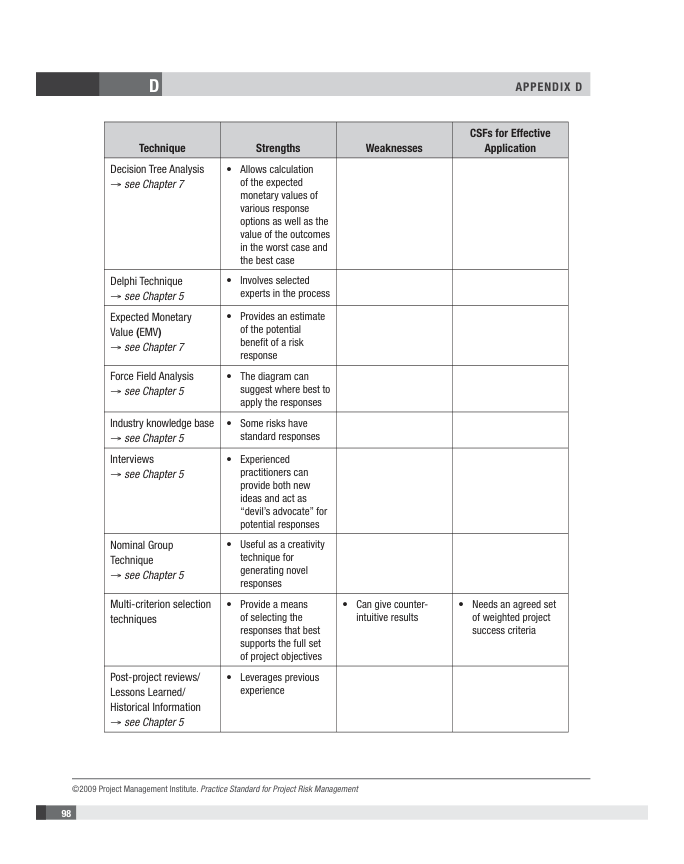 D
APPENDIX D
Technique
Strengths
Weaknesses
CSFs for Effective
Application
Decision Tree Analysis
→ see Chapter 7
• Allows calculation
of the expected
monetary values of
various response
options as well as the
value of the outcomes
in the worst case and
the best case
Delphi Technique
→ see Chapter 5
• Involves selected
experts in the process
Expected Monetary
Value (EMV)
→ see Chapter 7
• Provides an estimate
of the potential
benefit of a risk
response
Force Field Analysis
→ see Chapter 5
• The diagram can
suggest where best to
apply the responses
Industry knowledge base
→ see Chapter 5
• Some risks have
standard responses
Interviews
→ see Chapter 5
• Experienced
practitioners can
provide both new
ideas and act as
“devil’s advocate” for
potential responses
Nominal Group
Technique
→ see Chapter 5
• Useful as a creativity
technique for
generating novel
responses
Multi-criterion selection
techniques
• Provide a means
of selecting the
responses that best
supports the full set
of project objectives
• Can give counter-
intuitive results
• Needs an agreed set
of weighted project
success criteria
Post-project reviews/
Lessons Learned/
Historical Information
→ see Chapter 5
• Leverages previous
experience
©2009 Project Management Institute. Practice Standard for Project Risk Management
98